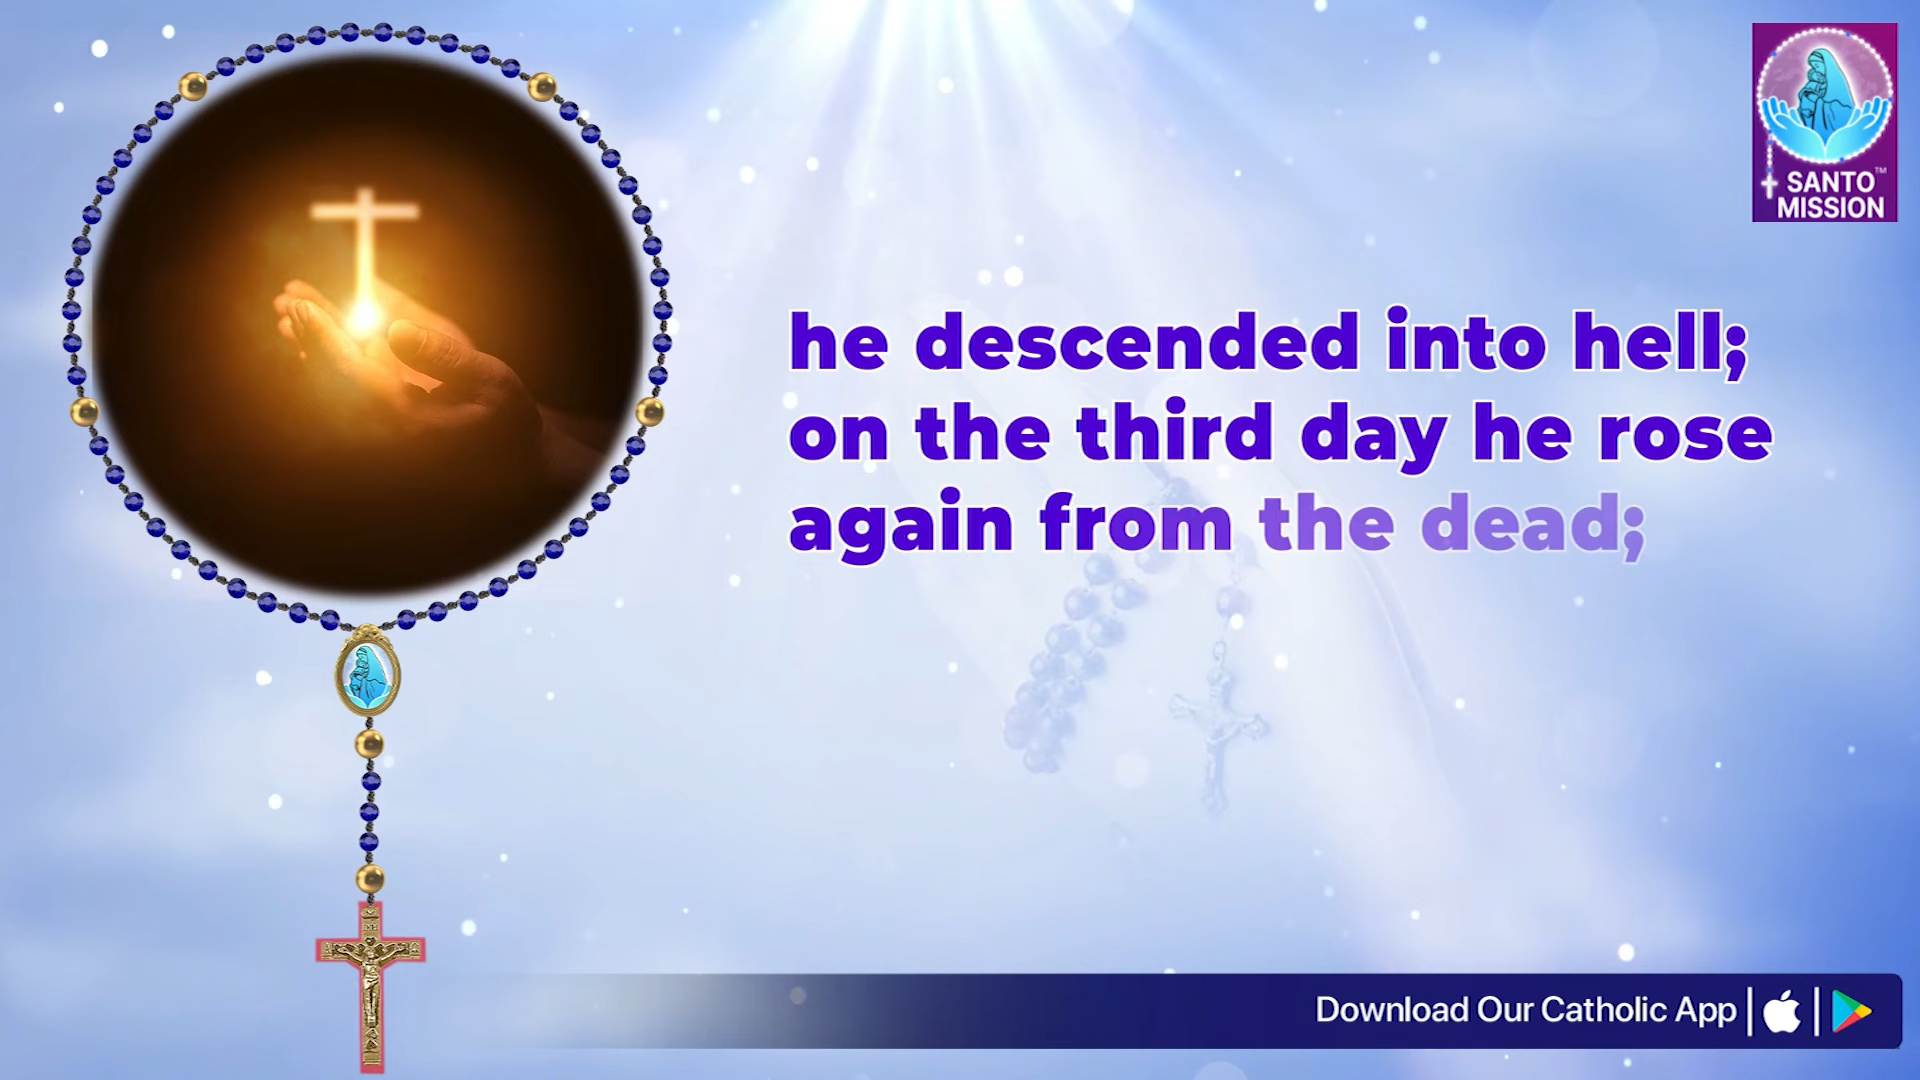 SANTO™
MISSION
he descended into hell;
on the third day he rose
again from the dead;
Download Our Catholic App